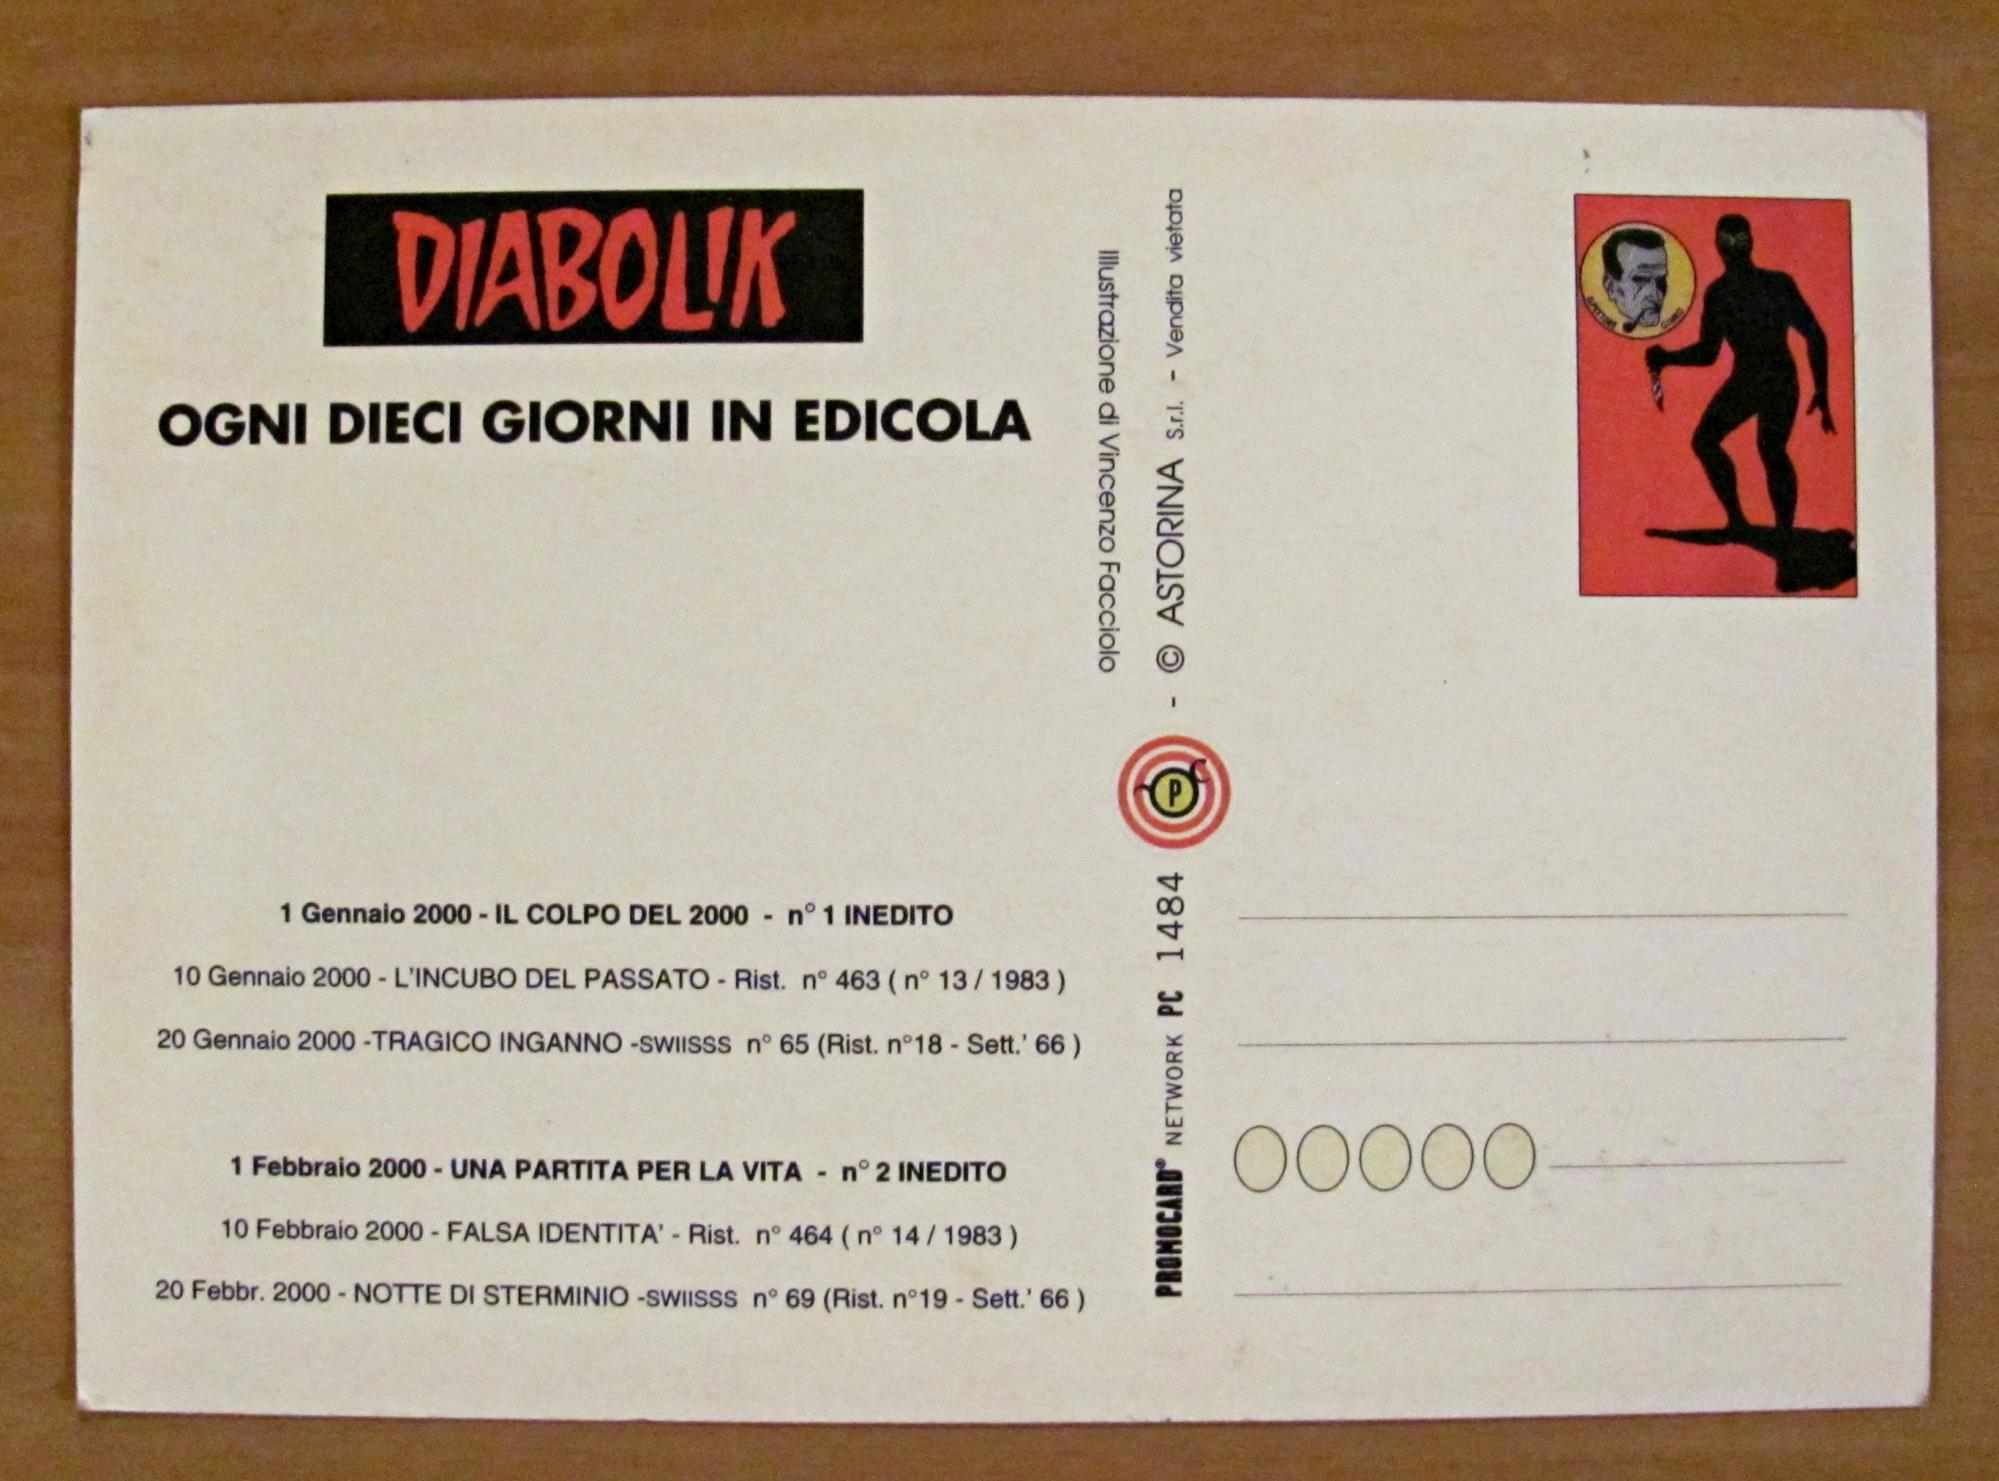 DIABOLIK
OGNI DIECI GIORNI IN EDICOLA
1 Gennaio 2000 - IL COLPO DEL 2000 - n° 1 INEDITO
10 Gennaio 2000 - L'INCUBO DEL PASSATO - Rist. n° 463 ( n° 13 / 1983 )
20 Gennaio 2000 -TRAGICO INGANNO -SWIISSS n° 65 (Rist. n°18 - Sett.' 66 )
1 Febbraio 2000 - UNA PARTITA PER LA VITA - n° 2 INEDITO
10 Febbraio 2000 - FALSA IDENTITA' - Rist. n° 464 ( n° 14 / 1983 )
20 Febbr. 2000 - NOTTE DI STERMINIO -SWIISSS n° 69 (Rist. n°19 - Sett.' 66 )
Illustrazione di Vincenzo Facciolo
PROMOCARD® NETWORK PC 1484 P C - © ASTORINA S.r.l. - Vendita vietata
ISPETTORE GINKO